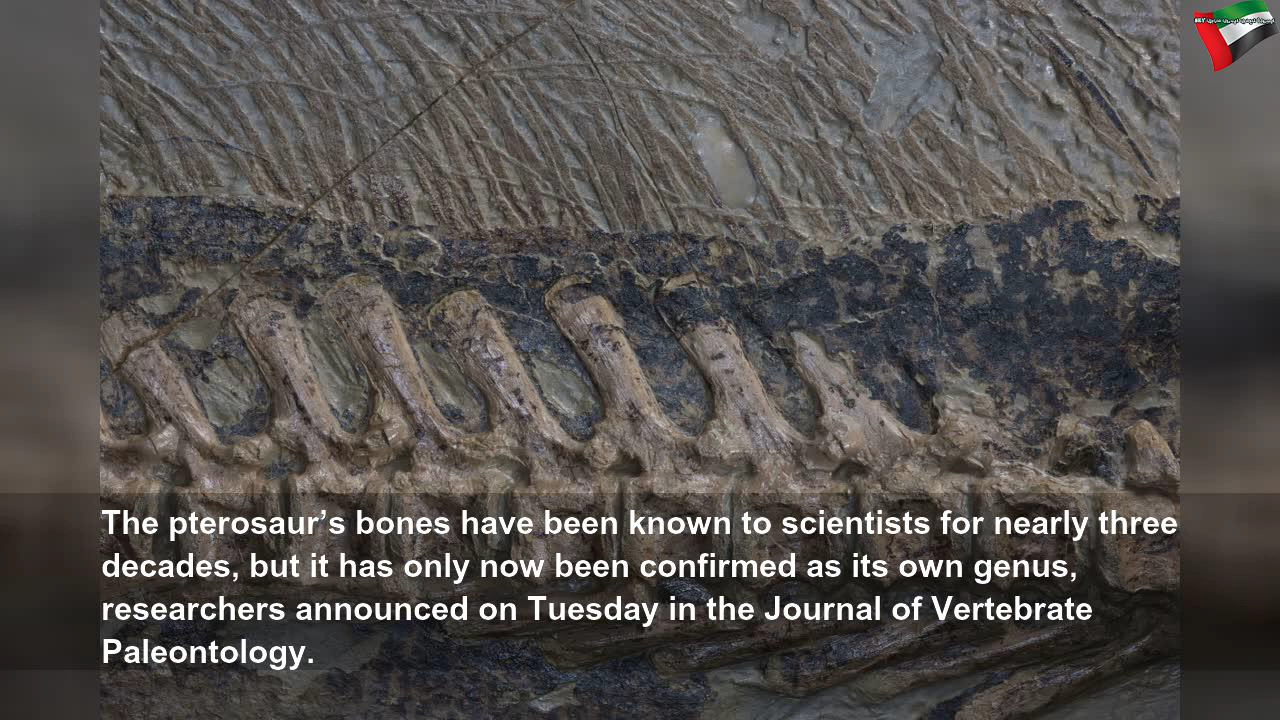 The pterosaur’s bones have been known to scientists for nearly three
decades, but it has only now been confirmed as its own genus,
researchers announced on Tuesday in the Journal of Vertebrate
Paleontology.